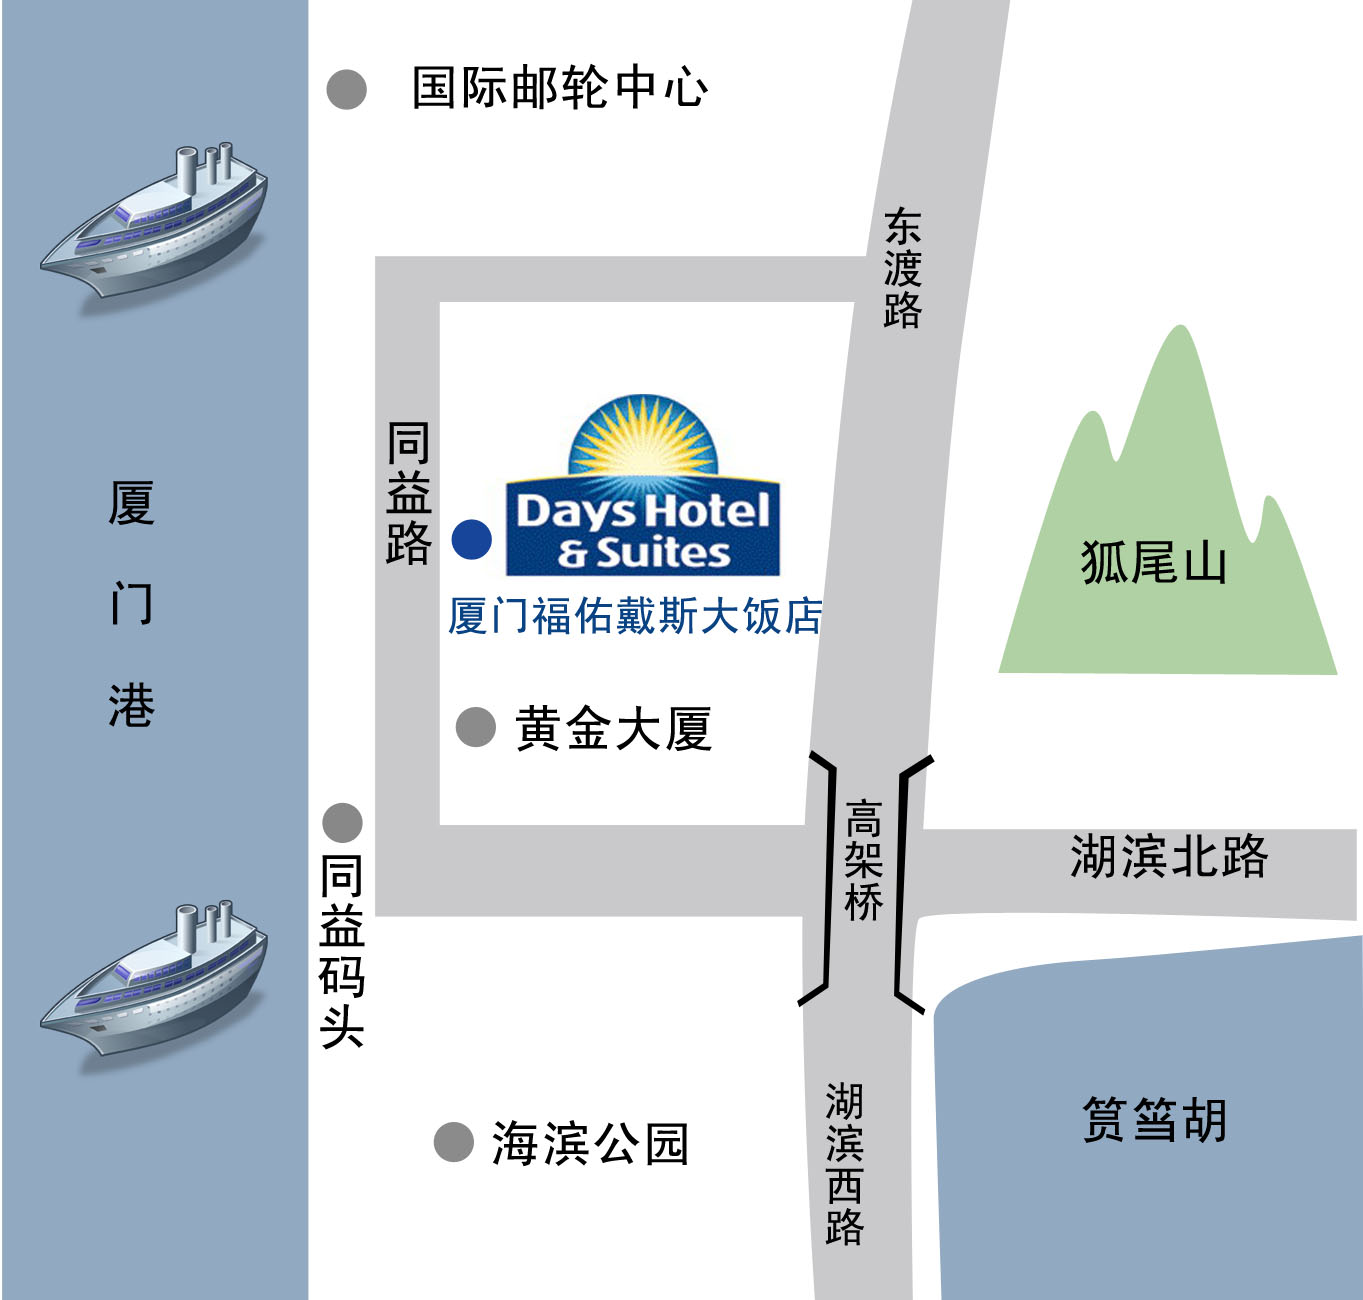 国际邮轮中心
东渡路
同益路
Days Hotel
& Suites
厦门福佑戴斯大饭店
厦门港
狐尾山
黄金大厦
高架桥
湖滨北路
同益码头
湖滨西路
海滨公园
筼筜胡